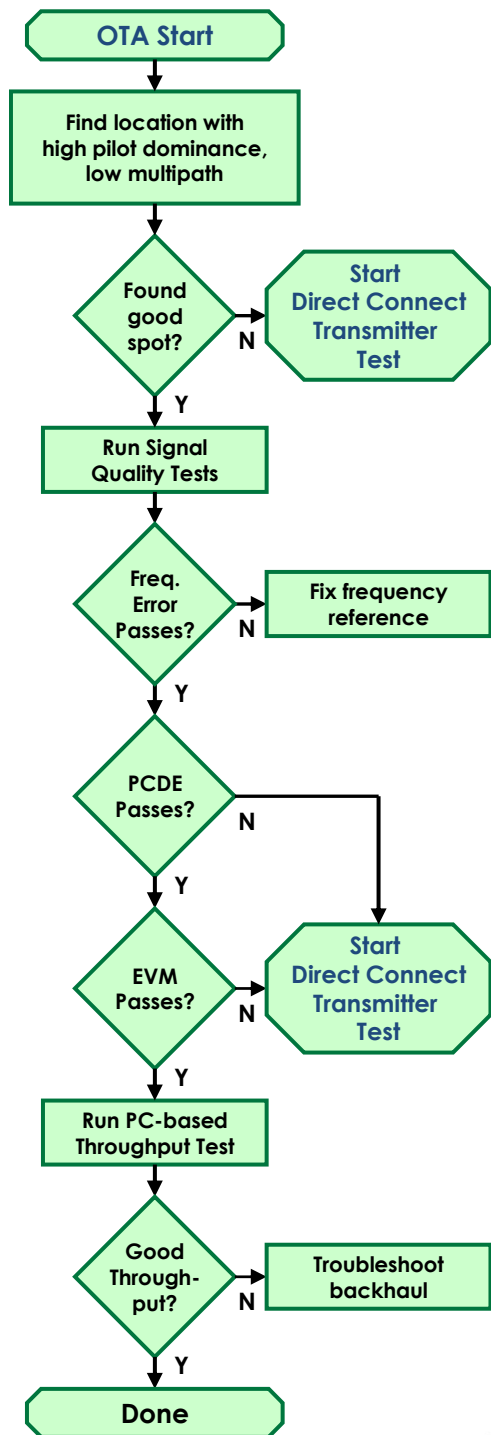 OTA Start
Find location with
high pilot dominance,
low multipath
Found
good
spot?
N
Start
Direct Connect
Transmitter
Test
Y
Run Signal
Quality Tests
Freq.
Error
Passes?
N
Fix frequency
reference
Y
PCDE
Passes?
N
Y
EVM
Passes?
N
Start
Direct Connect
Transmitter
Test
Y
Run PC-based
Throughput Test
Good
Through-
put?
N
Troubleshoot
backhaul
Y
Done